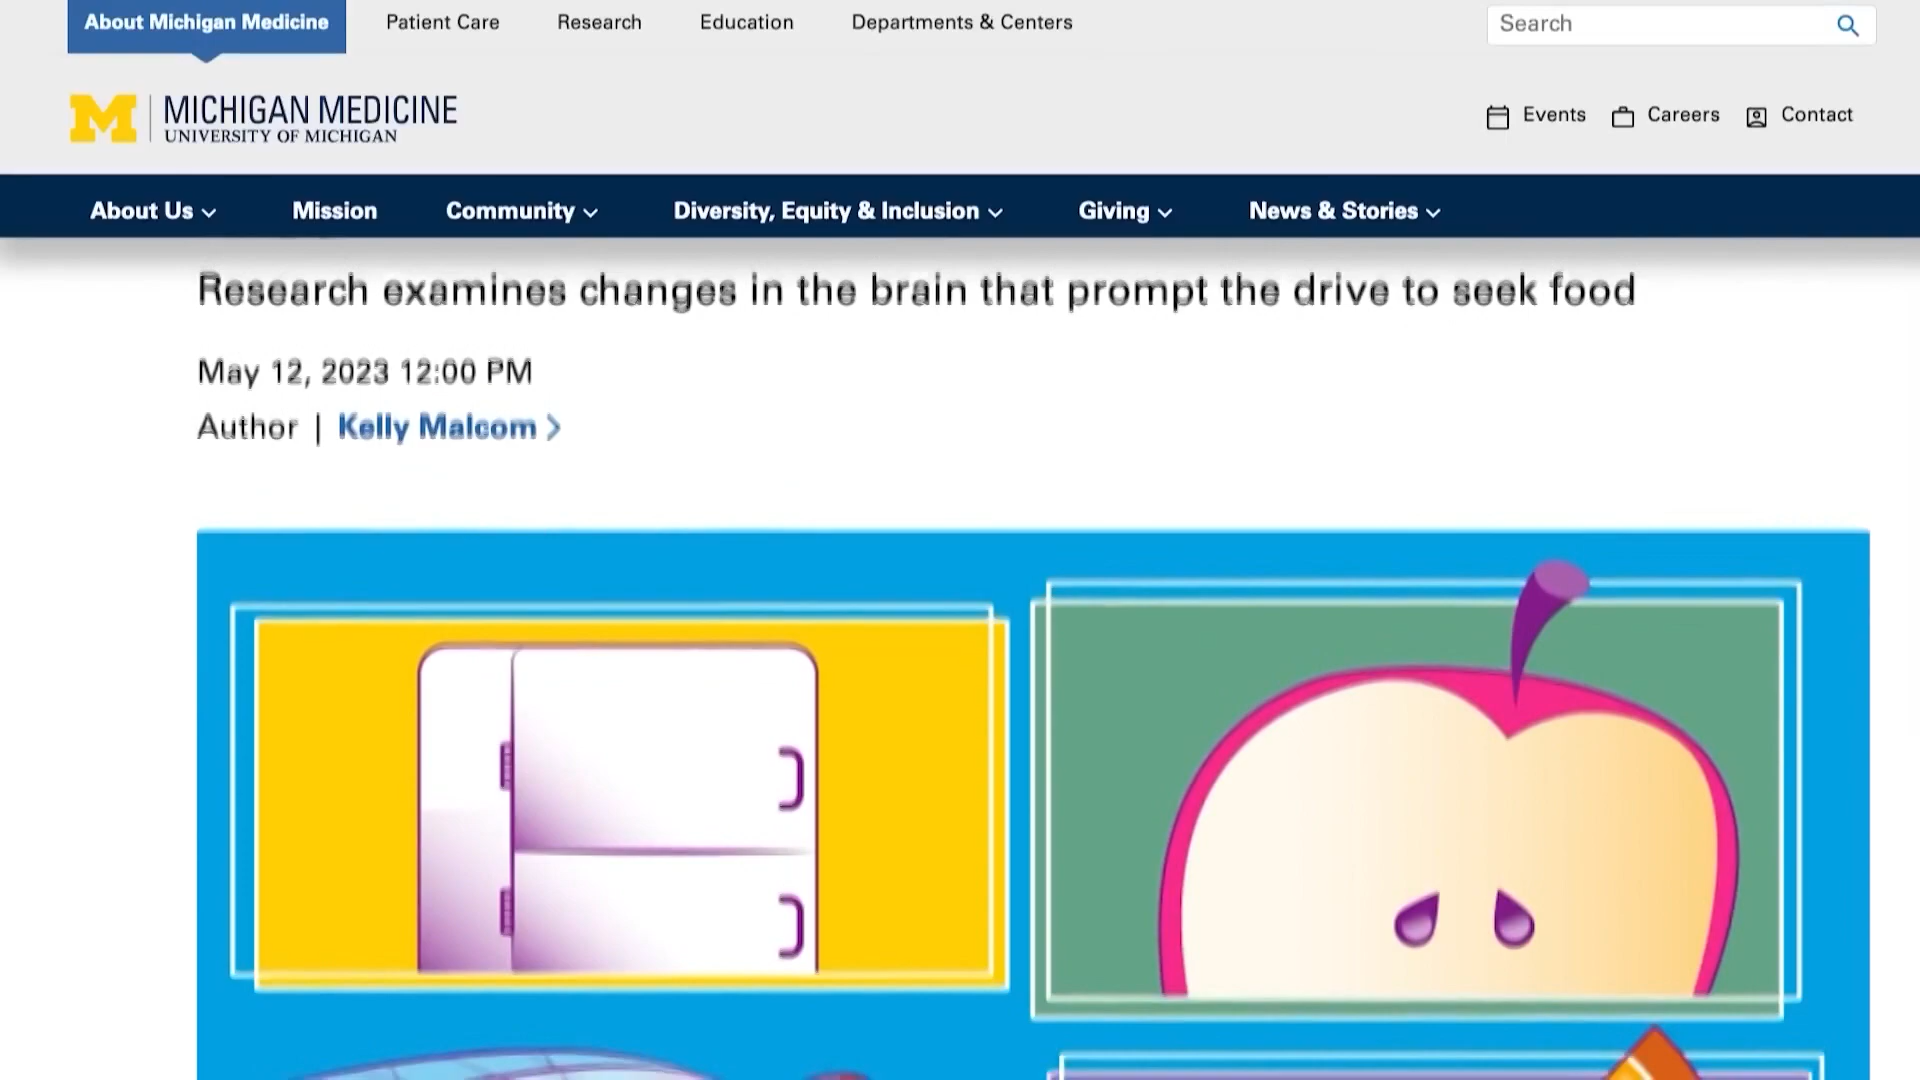 About Michigan Medicine
Patient Care
Research
Education
Departments & Centers
Search
M
MICHIGAN MEDICINE
UNIVERSITY OF MICHIGAN
Events
Careers
Contact
About Us
Mission
Community
Diversity, Equity & Inclusion
Giving
News & Stories
Research examines changes in the brain that prompt the drive to seek food
May 12, 2023 12:00 PM
Author | Kelly Malcom >